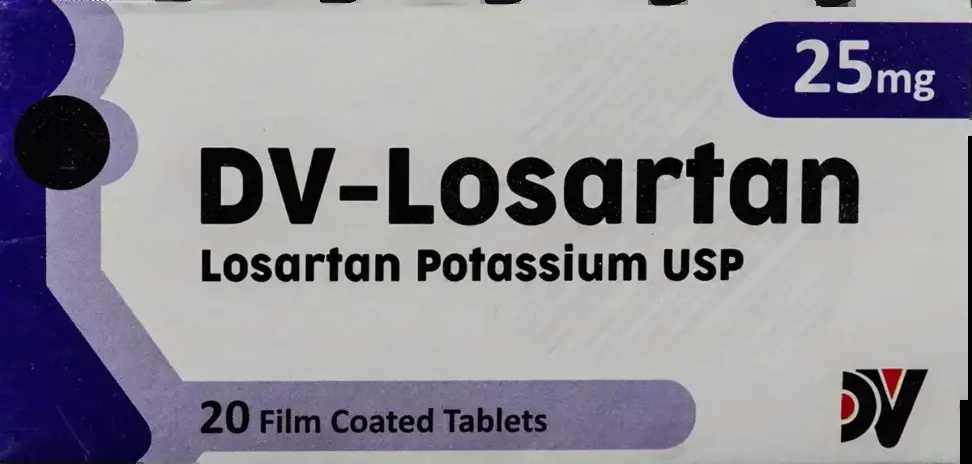 25mg
DV-Losartan
Losartan Potassium USP
20 Film Coated Tablets
DV